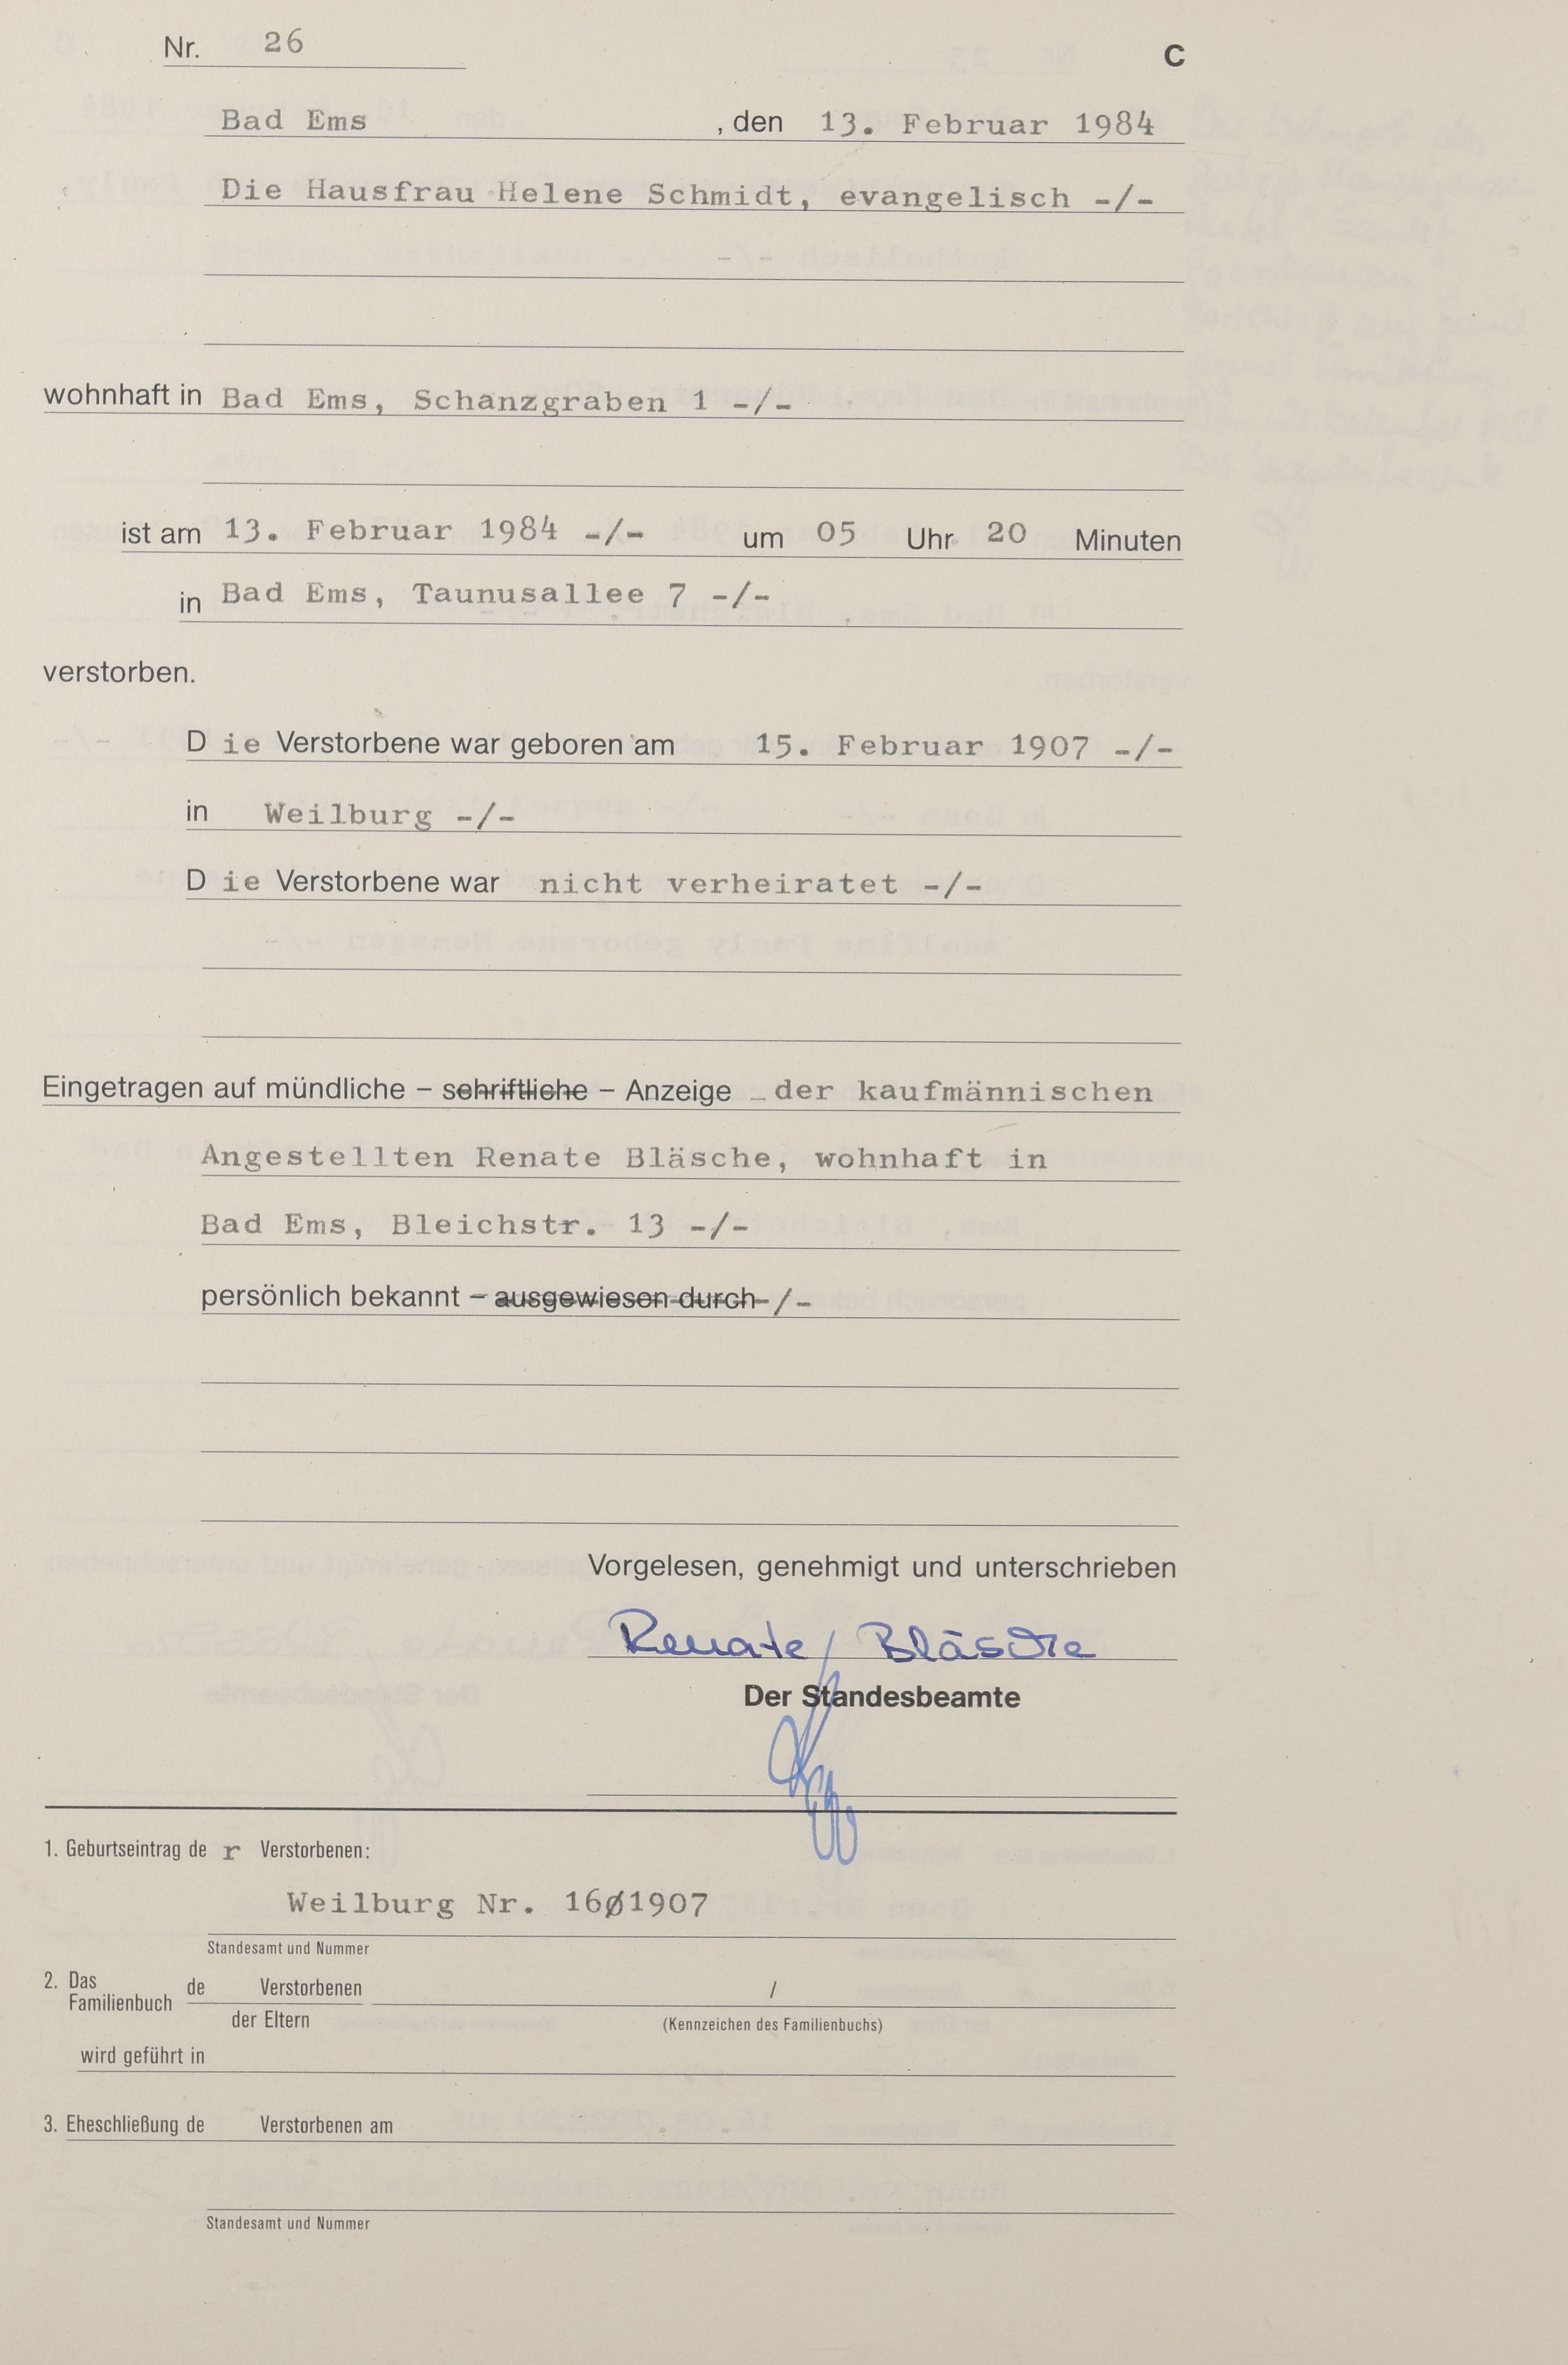 Nr. 26
C
Bad Ems , den 13. Februar 1984
Die Hausfrau Helene Schmidt, evangelisch -/-
wohnhaft in Bad Ems, Schanzgraben 1 -/-
ist am 13. Februar 1984 -/- um 05 Uhr 20 Minuten
in Bad Ems, Taunusallee 7 -/-
verstorben.
D ie Verstorbene war geboren am 15. Februar 1907 -/-
in Weilburg -/-
D ie Verstorbene war nicht verheiratet -/-
Eingetragen auf mündliche – schriftliche – Anzeige der kaufmännischen
Angestellten Renate Bläsche, wohnhaft in
Bad Ems, Bleichstr. 13 -/-
persönlich bekannt – ausgewiesen durch -/-
Vorgelesen, genehmigt und unterschrieben
Renate Bläsche
Der Standesbeamte
1. Geburtseintrag de r Verstorbenen:
Weilburg Nr. 160/1907
Standesamt und Nummer
2. Das Familienbuch de Verstorbenen /
der Eltern (Kennzeichen des Familienbuchs)
wird geführt in
3. Eheschließung de Verstorbenen am
Standesamt und Nummer